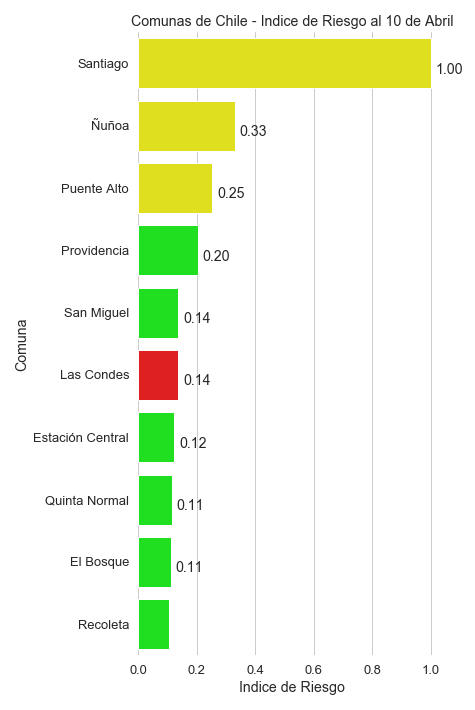 Comunas de Chile - Indice de Riesgo al 10 de Abril
Santiago 1.00
Ñuñoa 0.33
Puente Alto 0.25
Providencia 0.20
San Miguel 0.14
Las Condes 0.14
Estación Central 0.12
Quinta Normal 0.11
El Bosque 0.11
Recoleta
Comuna
0.0 0.2 0.4 0.6 0.8 1.0
Indice de Riesgo